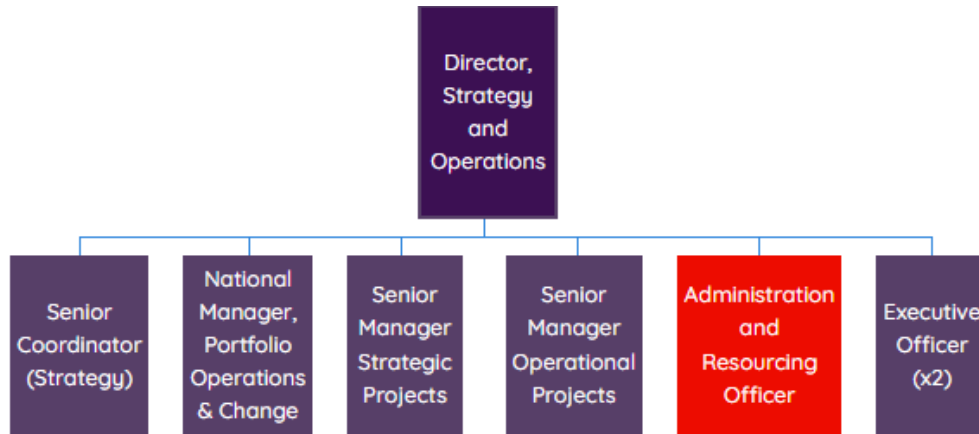 Director,
Strategy
and
Operations
Senior
Coordinator
(Strategy)
National
Manager,
Portfolio
Operations
& Change
Senior
Manager
Strategic
Projects
Senior
Manager
Operational
Projects
Administration
and
Resourcing
Officer
Executive
Officer
(x2)